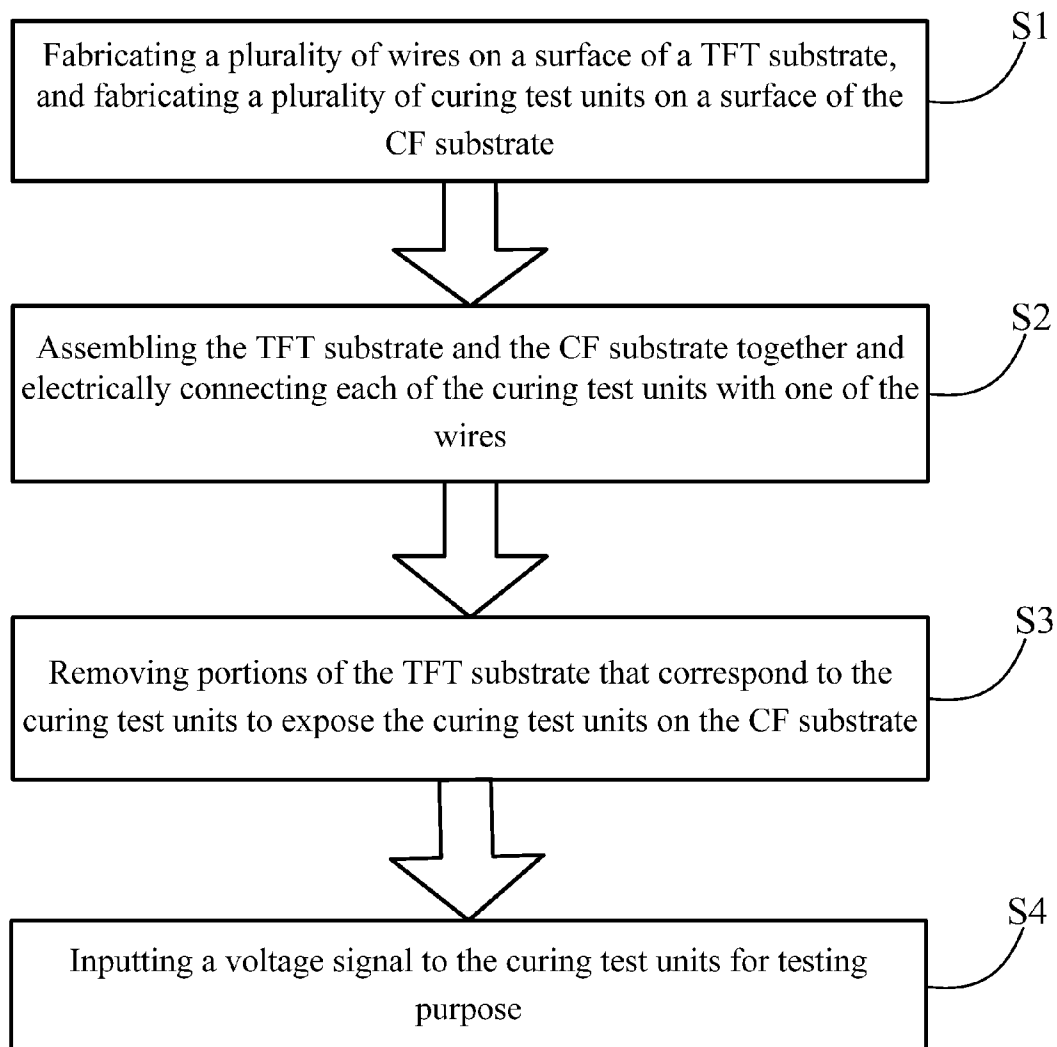 S1
Fabricating a plurality of wires on a surface of a TFT substrate,
and fabricating a plurality of curing test units on a surface of the
CF substrate
S2
Assembling the TFT substrate and the CF substrate together and
electrically connecting each of the curing test units with one of the
wires
S3
Removing portions of the TFT substrate that correspond to the
curing test units to expose the curing test units on the CF substrate
S4
Inputting a voltage signal to the curing test units for testing
purpose